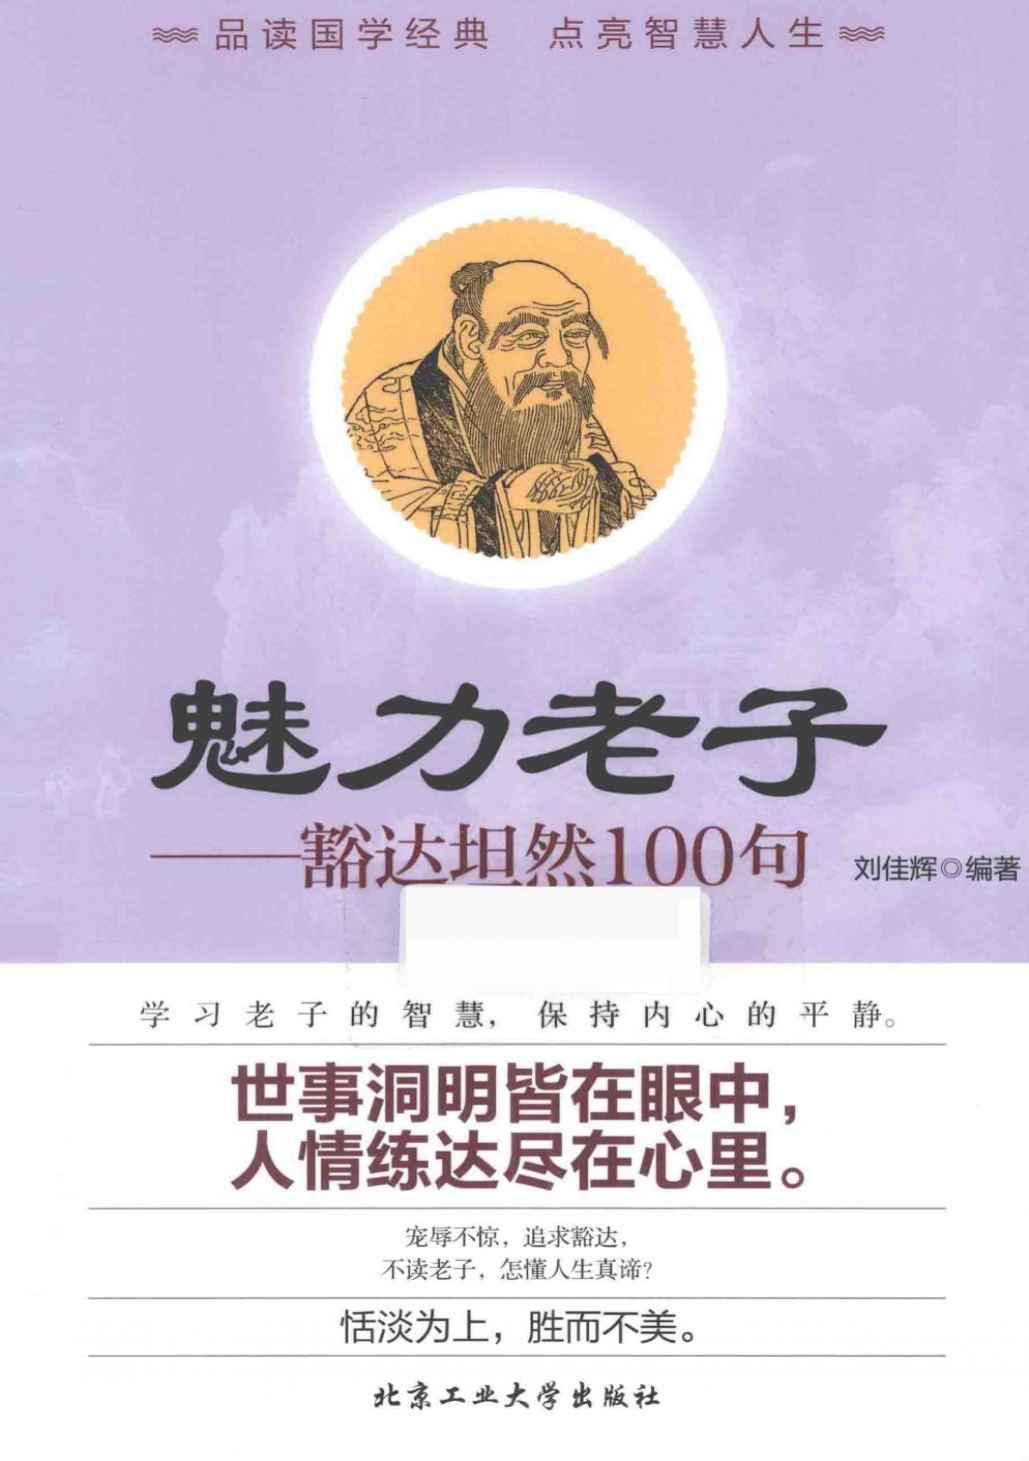 品读国学经典 点亮智慧人生
魅力老子
——豁达坦然100句
刘佳辉◎编著
学习老子的智慧,保持内心的平静。
世事洞明皆在眼中,
人情练达尽在心里。
宠辱不惊,追求豁达,
不读老子,怎懂人生真谛?
恬淡为上,胜而不美。
北京工业大学出版社